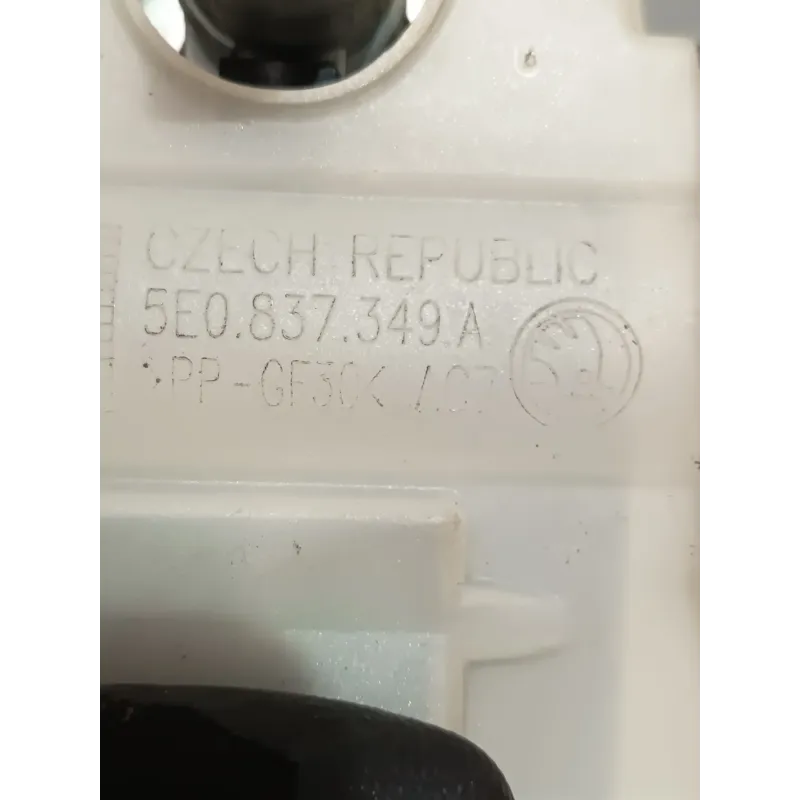 CZECH REPUBLIC
5E0.837.349.A
>PP-GF30<